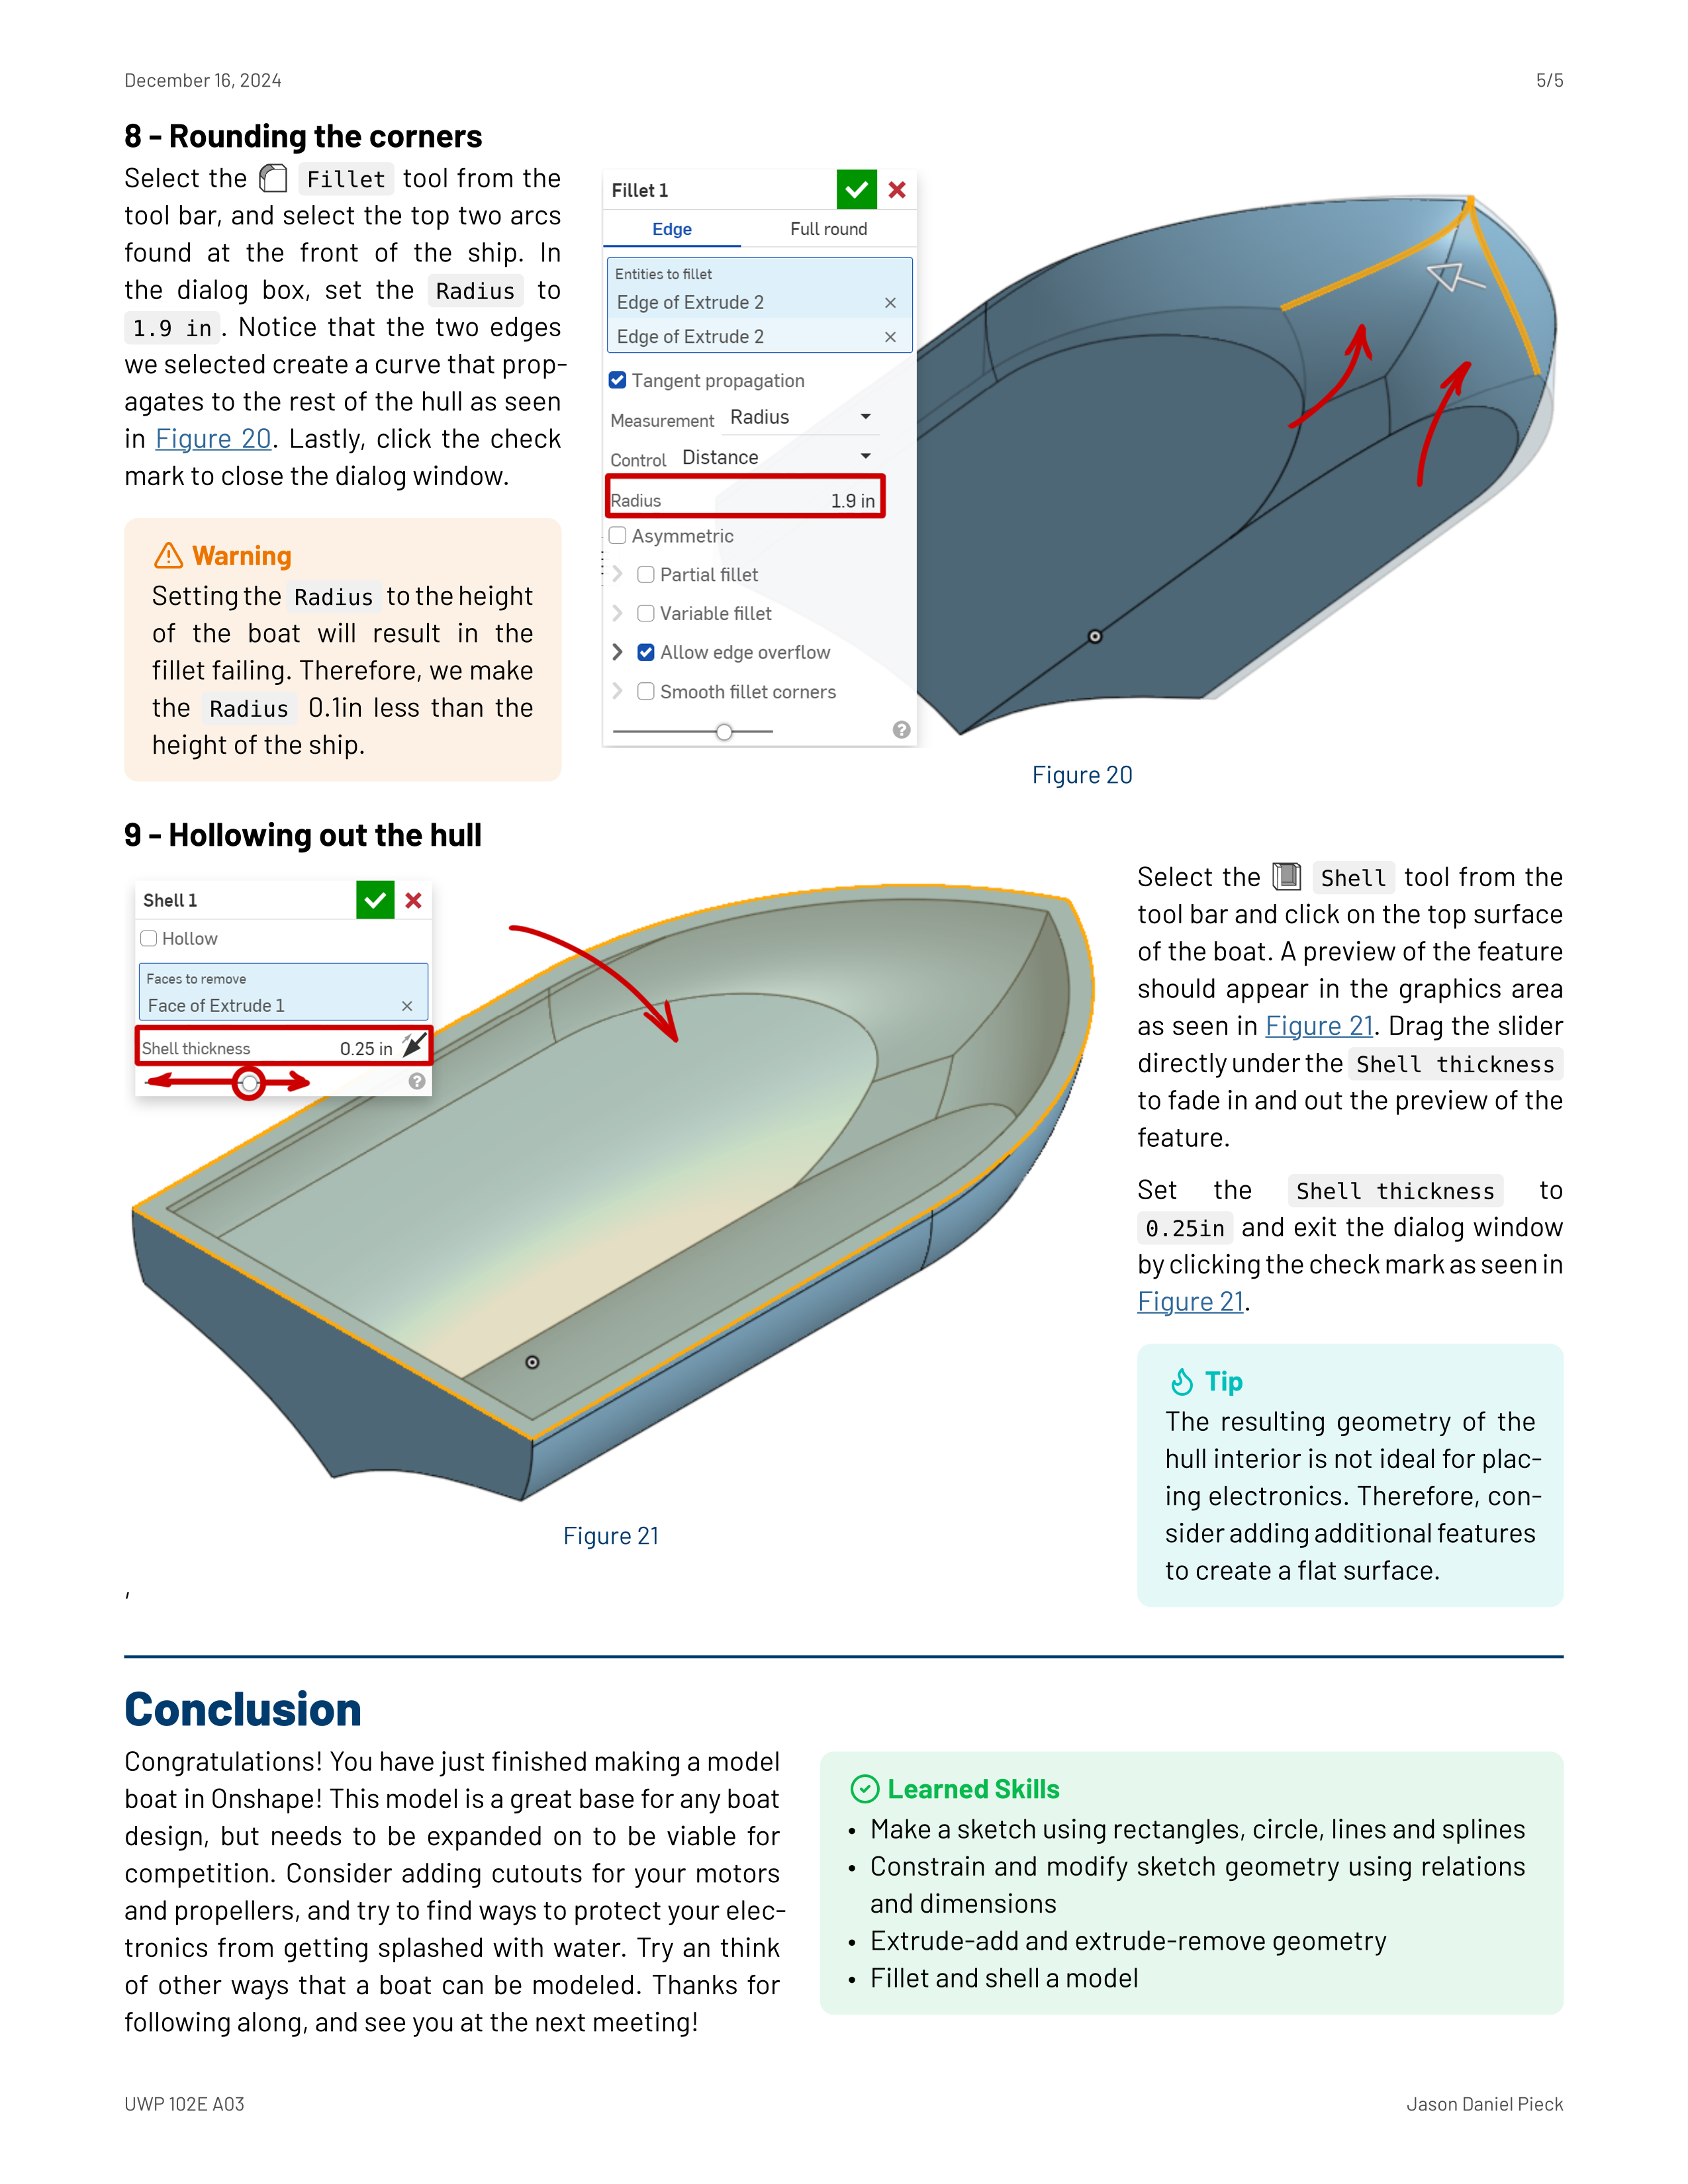 December 16, 2024
5/5
8 - Rounding the corners
Select the Fillet tool from the
tool bar, and select the top two arcs
found at the front of the ship. In
the dialog box, set the Radius to
1.9 in. Notice that the two edges
we selected create a curve that prop-
agates to the rest of the hull as seen
in Figure 20. Lastly, click the check
mark to close the dialog window.
Warning
Setting the Radius to the height
of the boat will result in the
fillet failing. Therefore, we make
the Radius 0.1in less than the
height of the ship.
Fillet 1
Edge Full round
Entities to fillet
Edge of Extrude 2
Edge of Extrude 2
Tangent propagation
Measurement Radius
Control Distance
Radius 1.9 in
Asymmetric
Partial fillet
Variable fillet
Allow edge overflow
Smooth fillet corners
Figure 20
9 - Hollowing out the hull
Shell 1
Hollow
Faces to remove
Face of Extrude 1
Shell thickness 0.25 in
Figure 21
,
Select the Shell tool from the
tool bar and click on the top surface
of the boat. A preview of the feature
should appear in the graphics area
as seen in Figure 21. Drag the slider
directly under the Shell thickness
to fade in and out the preview of the
feature.
Set the Shell thickness to
0.25in and exit the dialog window
by clicking the check mark as seen in
Figure 21.
Tip
The resulting geometry of the
hull interior is not ideal for plac-
ing electronics. Therefore, con-
sider adding additional features
to create a flat surface.
Conclusion
Congratulations! You have just finished making a model
boat in Onshape! This model is a great base for any boat
design, but needs to be expanded on to be viable for
competition. Consider adding cutouts for your motors
and propellers, and try to find ways to protect your elec-
tronics from getting splashed with water. Try an think
of other ways that a boat can be modeled. Thanks for
following along, and see you at the next meeting!
Learned Skills
• Make a sketch using rectangles, circle, lines and splines
• Constrain and modify sketch geometry using relations
and dimensions
• Extrude-add and extrude-remove geometry
• Fillet and shell a model
UWP 102E A03
Jason Daniel Pieck